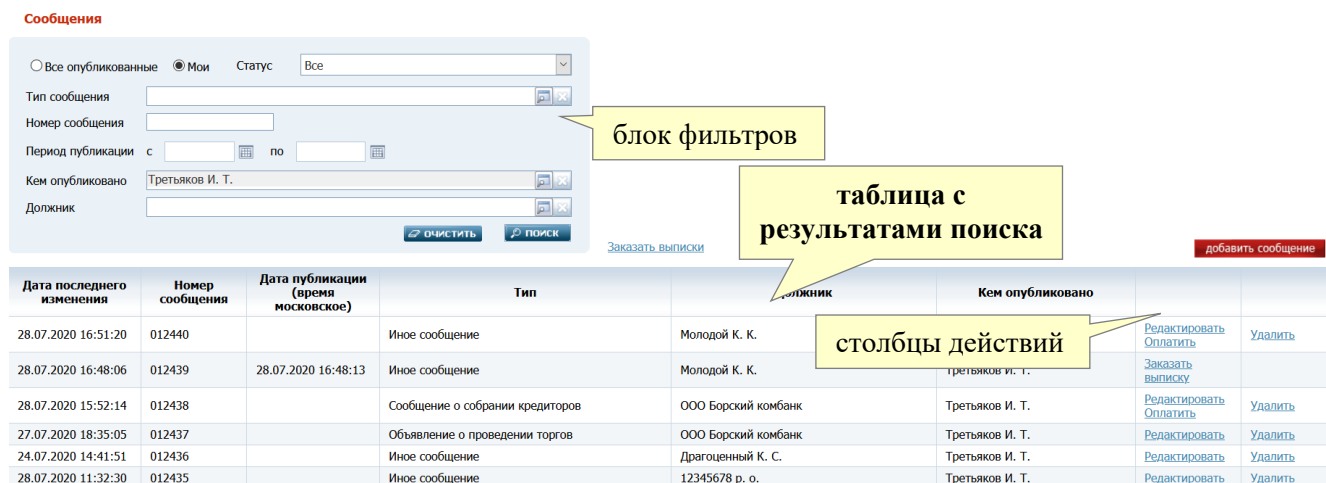 Сообщения
Все опубликованные Мои Статус Все
Тип сообщения
Номер сообщения
Период публикации с по
Кем опубликовано Третьяков И. Т.
Должник
ОЧИСТИТЬ ПОИСК
блок фильтров
таблица с
результатами поиска
Заказать выписки
добавить сообщение
Дата последнего изменения Номер сообщения Дата публикации (время московское) Тип Должник Кем опубликовано
столбцы действий
28.07.2020 16:51:20 012440 Иное сообщение Молодой К. К. Редактировать Оплатить Удалить
28.07.2020 16:48:06 012439 28.07.2020 16:48:13 Иное сообщение Молодой К. К. Третьяков И. Т. Заказать выписку
28.07.2020 15:52:14 012438 Сообщение о собрании кредиторов ООО Борский комбанк Третьяков И. Т. Редактировать Оплатить Удалить
27.07.2020 18:35:05 012437 Объявление о проведении торгов ООО Борский комбанк Третьяков И. Т. Редактировать Удалить
24.07.2020 14:41:51 012436 Иное сообщение Драгоценный К. С. Третьяков И. Т. Редактировать Удалить
28.07.2020 11:32:30 012435 Иное сообщение 12345678 р. о. Третьяков И. Т. Редактировать Удалить